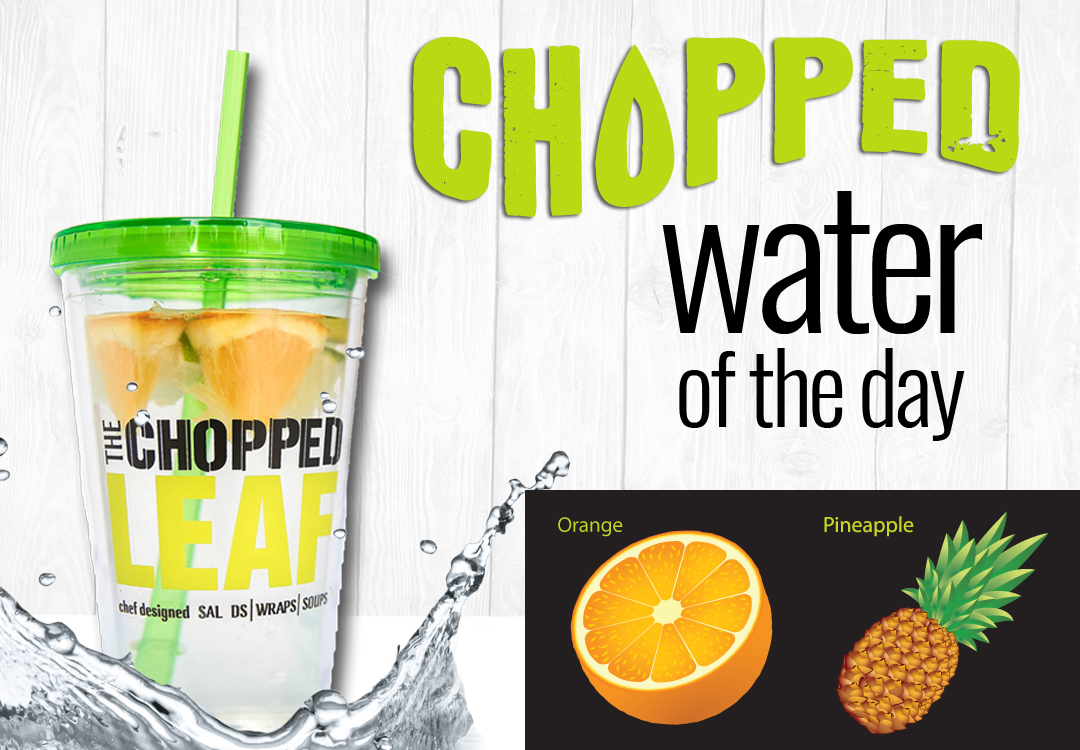 CHOPPED
water
of the day
THE CHOPPED
LEAF
chef designed SAL DS|WRAPS|SOUPS
Orange
Pineapple